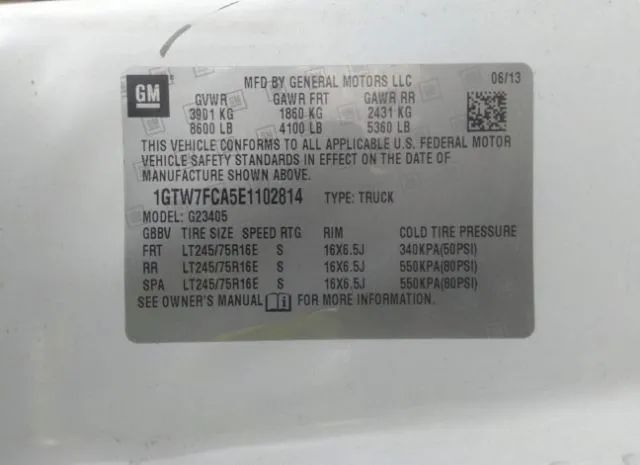 GM
MFD BY GENERAL MOTORS LLC 06/13
GVWR GAWR FRT GAWR RR
3901 KG 1860 KG 2431 KG
8600 LB 4100 LB 5360 LB
THIS VEHICLE CONFORMS TO ALL APPLICABLE U.S. FEDERAL MOTOR
VEHICLE SAFETY STANDARDS IN EFFECT ON THE DATE OF
MANUFACTURE SHOWN ABOVE.
1GTW7FCA5E1102814 TYPE: TRUCK
MODEL: G23405
GBBV TIRE SIZE SPEED RTG RIM COLD TIRE PRESSURE
FRT LT245/75R16E S 16X6.5J 340KPA(50PSI)
RR LT245/75R16E S 16X6.5J 550KPA(80PSI)
SPA LT245/75R16E S 16X6.5J 550KPA(80PSI)
SEE OWNER'S MANUAL FOR MORE INFORMATION.